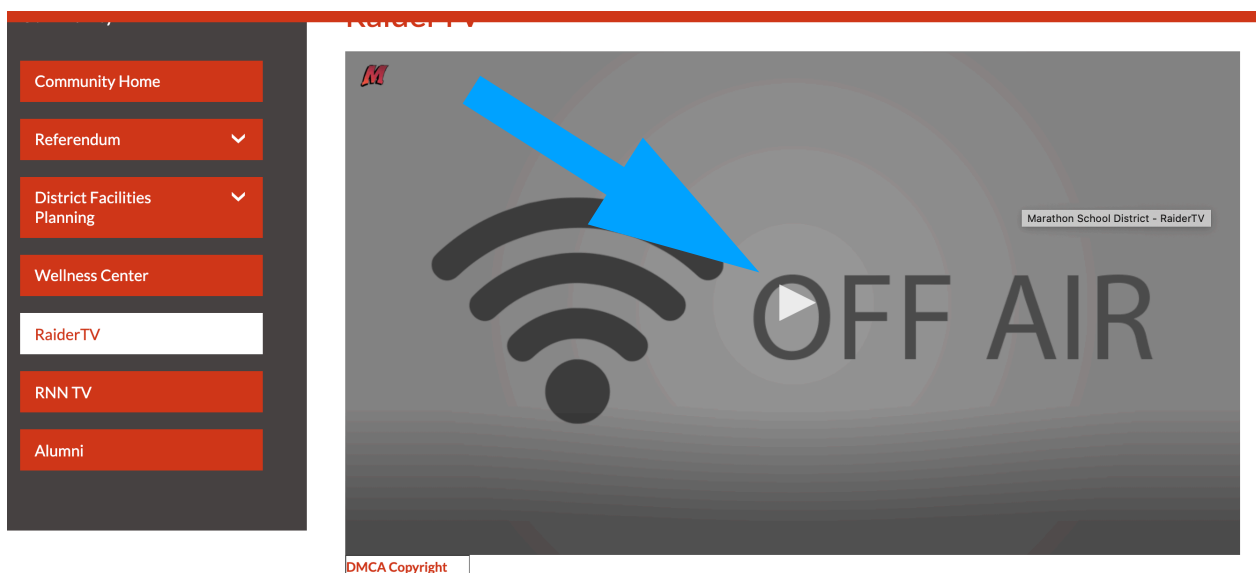 RaiderTV
Community Home
Referendum
District Facilities
Planning
Wellness Center
RaiderTV
RNN TV
Alumni
M
Marathon School District - RaiderTV
OFF AIR
DMCA Copyright